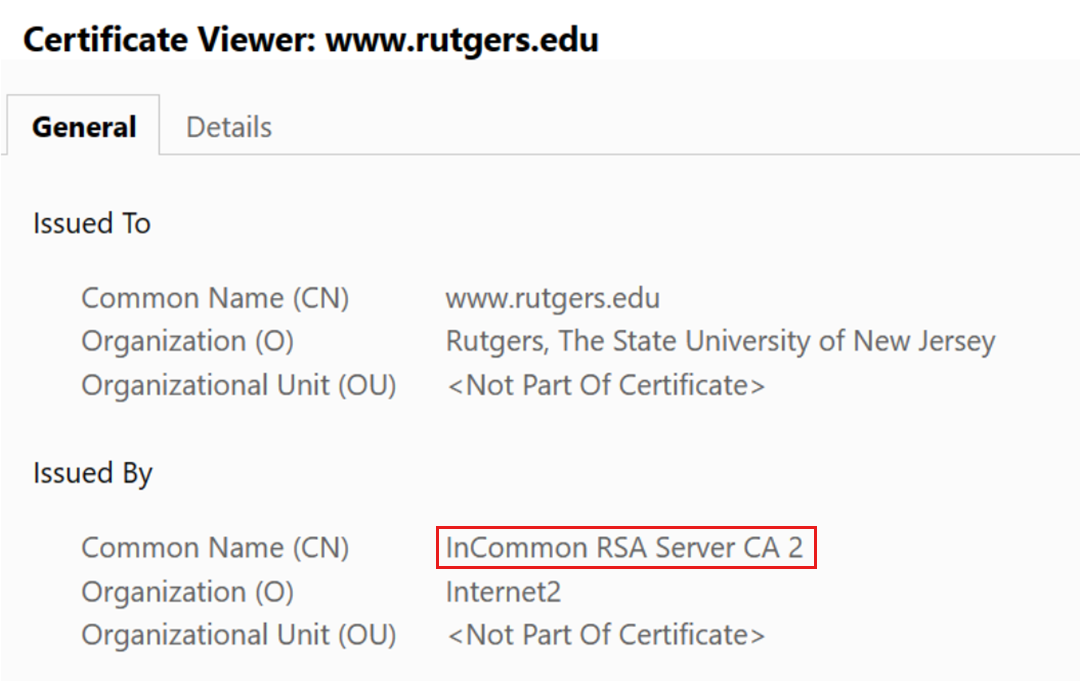 Certificate Viewer: www.rutgers.edu
General Details
Issued To
Common Name (CN) www.rutgers.edu
Organization (O) Rutgers, The State University of New Jersey
Organizational Unit (OU) <Not Part Of Certificate>
Issued By
Common Name (CN) InCommon RSA Server CA 2
Organization (O) Internet2
Organizational Unit (OU) <Not Part Of Certificate>